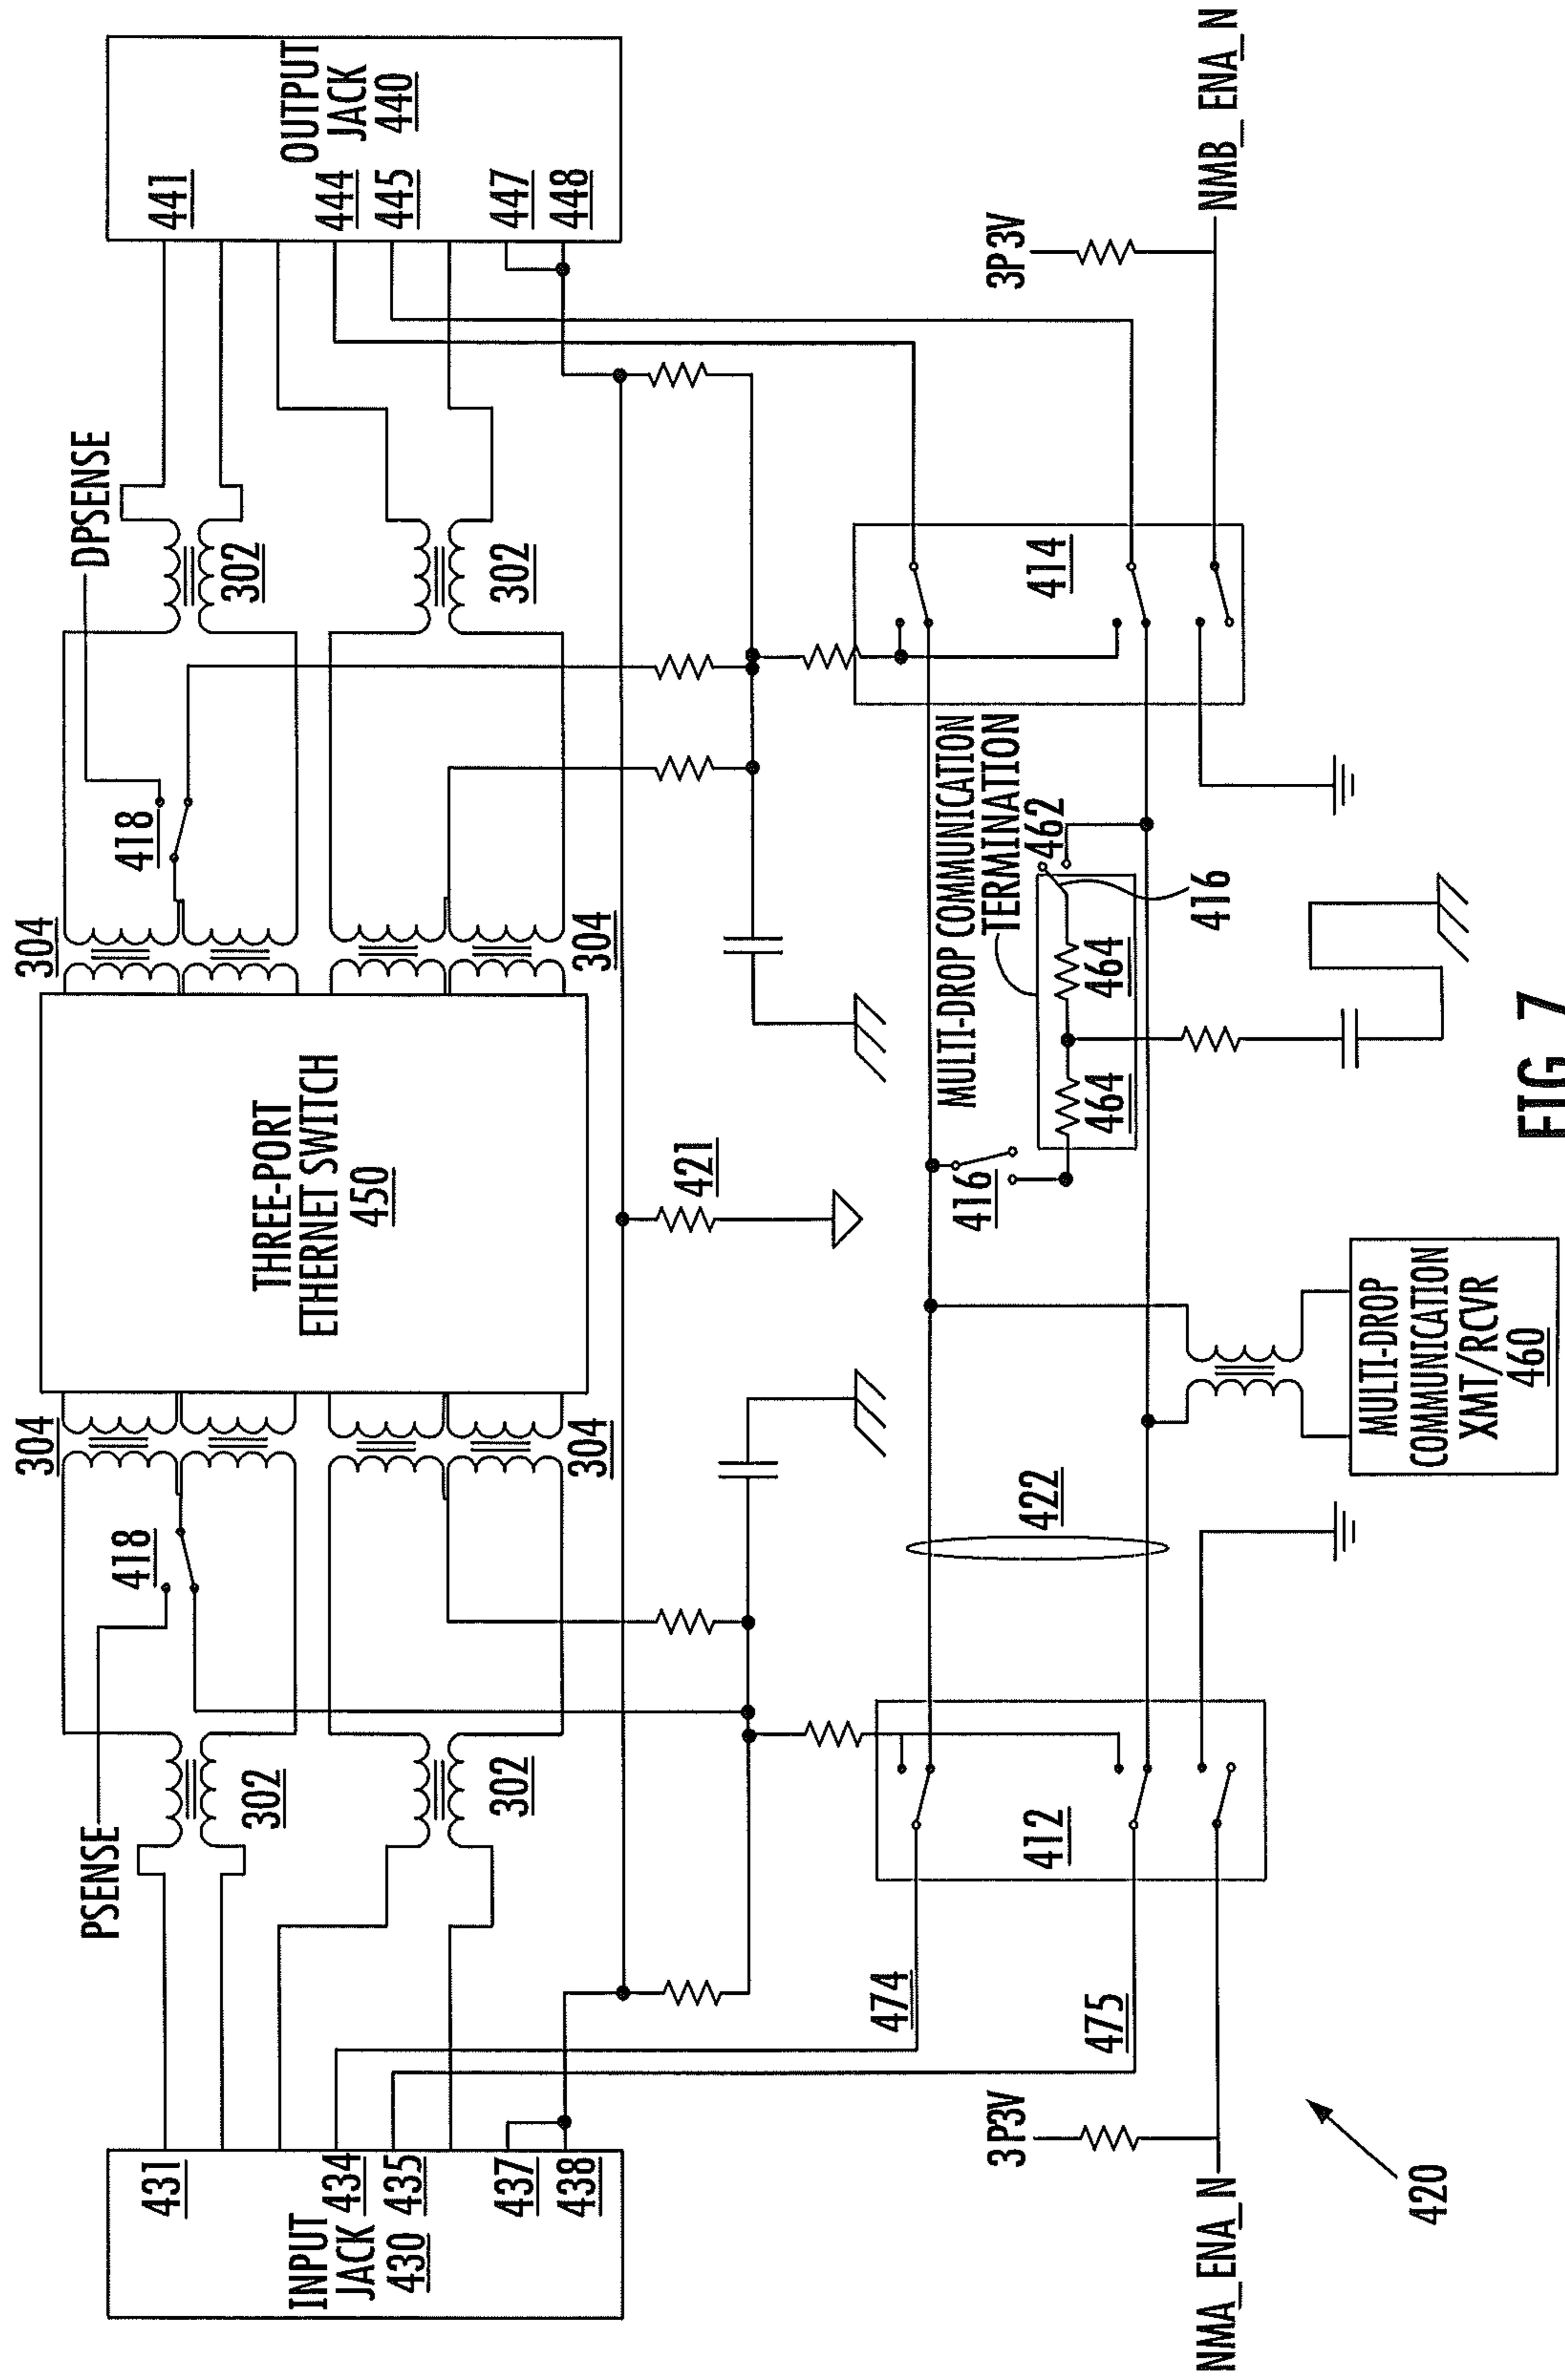 304
418
PSENSE
302
302
304
THREE-PORT
ETHERNET SWITCH
450
304
418
DPSENSE
302
302
304
431
INPUT
JACK
430
434
435
437
438
441
OUTPUT
JACK
440
444
445
447
448
421
474
475
412
422
416
MULTI-DROP COMMUNICATION
TERMINATION
462
464
464
416
414
3P3V
NMA_ENA_N
3P3V
NMB_ENA_N
MULTI-DROP
COMMUNICATION
XMT/RCVR
460
420
FIG. 7